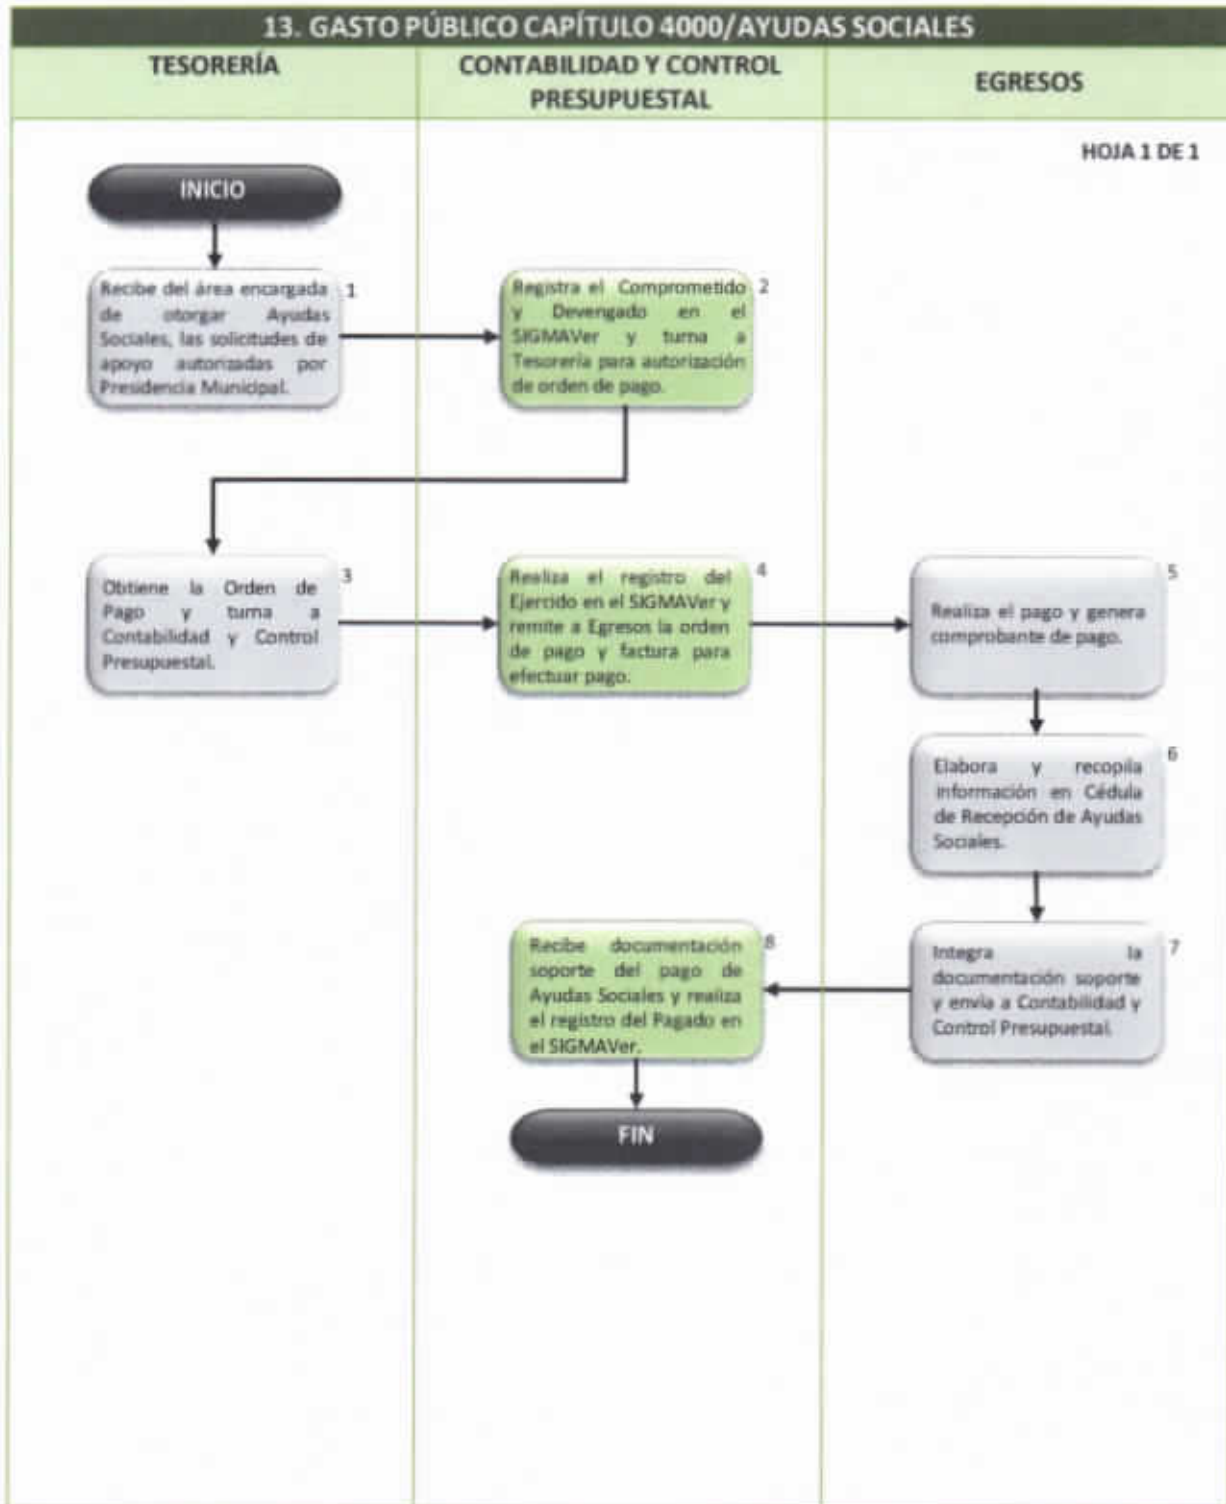 13. GASTO PÚBLICO CAPÍTULO 4000/AYUDAS SOCIALES
TESORERÍA
CONTABILIDAD Y CONTROL
PRESUPUESTAL
EGRESOS
HOJA 1 DE 1
INICIO
Recibe del área encargada
de otorgar Ayudas
Sociales, las solicitudes de
apoyo autorizadas por
Presidencia Municipal.
1
Registra el Comprometido
y Devengado en el
SIGMAVer y turna a
Tesorería para autorización
de orden de pago.
2
Obtiene la Orden de
Pago y turna a
Contabilidad y Control
Presupuestal.
3
Realiza el registro del
Ejercido en el SIGMAVer y
remite a Egresos la orden
de pago y factura para
efectuar pago.
4
Realiza el pago y genera
comprobante de pago.
5
Elabora y recopila
información en Cédula
de Recepción de Ayudas
Sociales.
6
Integra la
documentación soporte
y envía a Contabilidad y
Control Presupuestal.
7
Recibe documentación
soporte del pago de
Ayudas Sociales y realiza
el registro del Pagado en
el SIGMAVer.
8
FIN